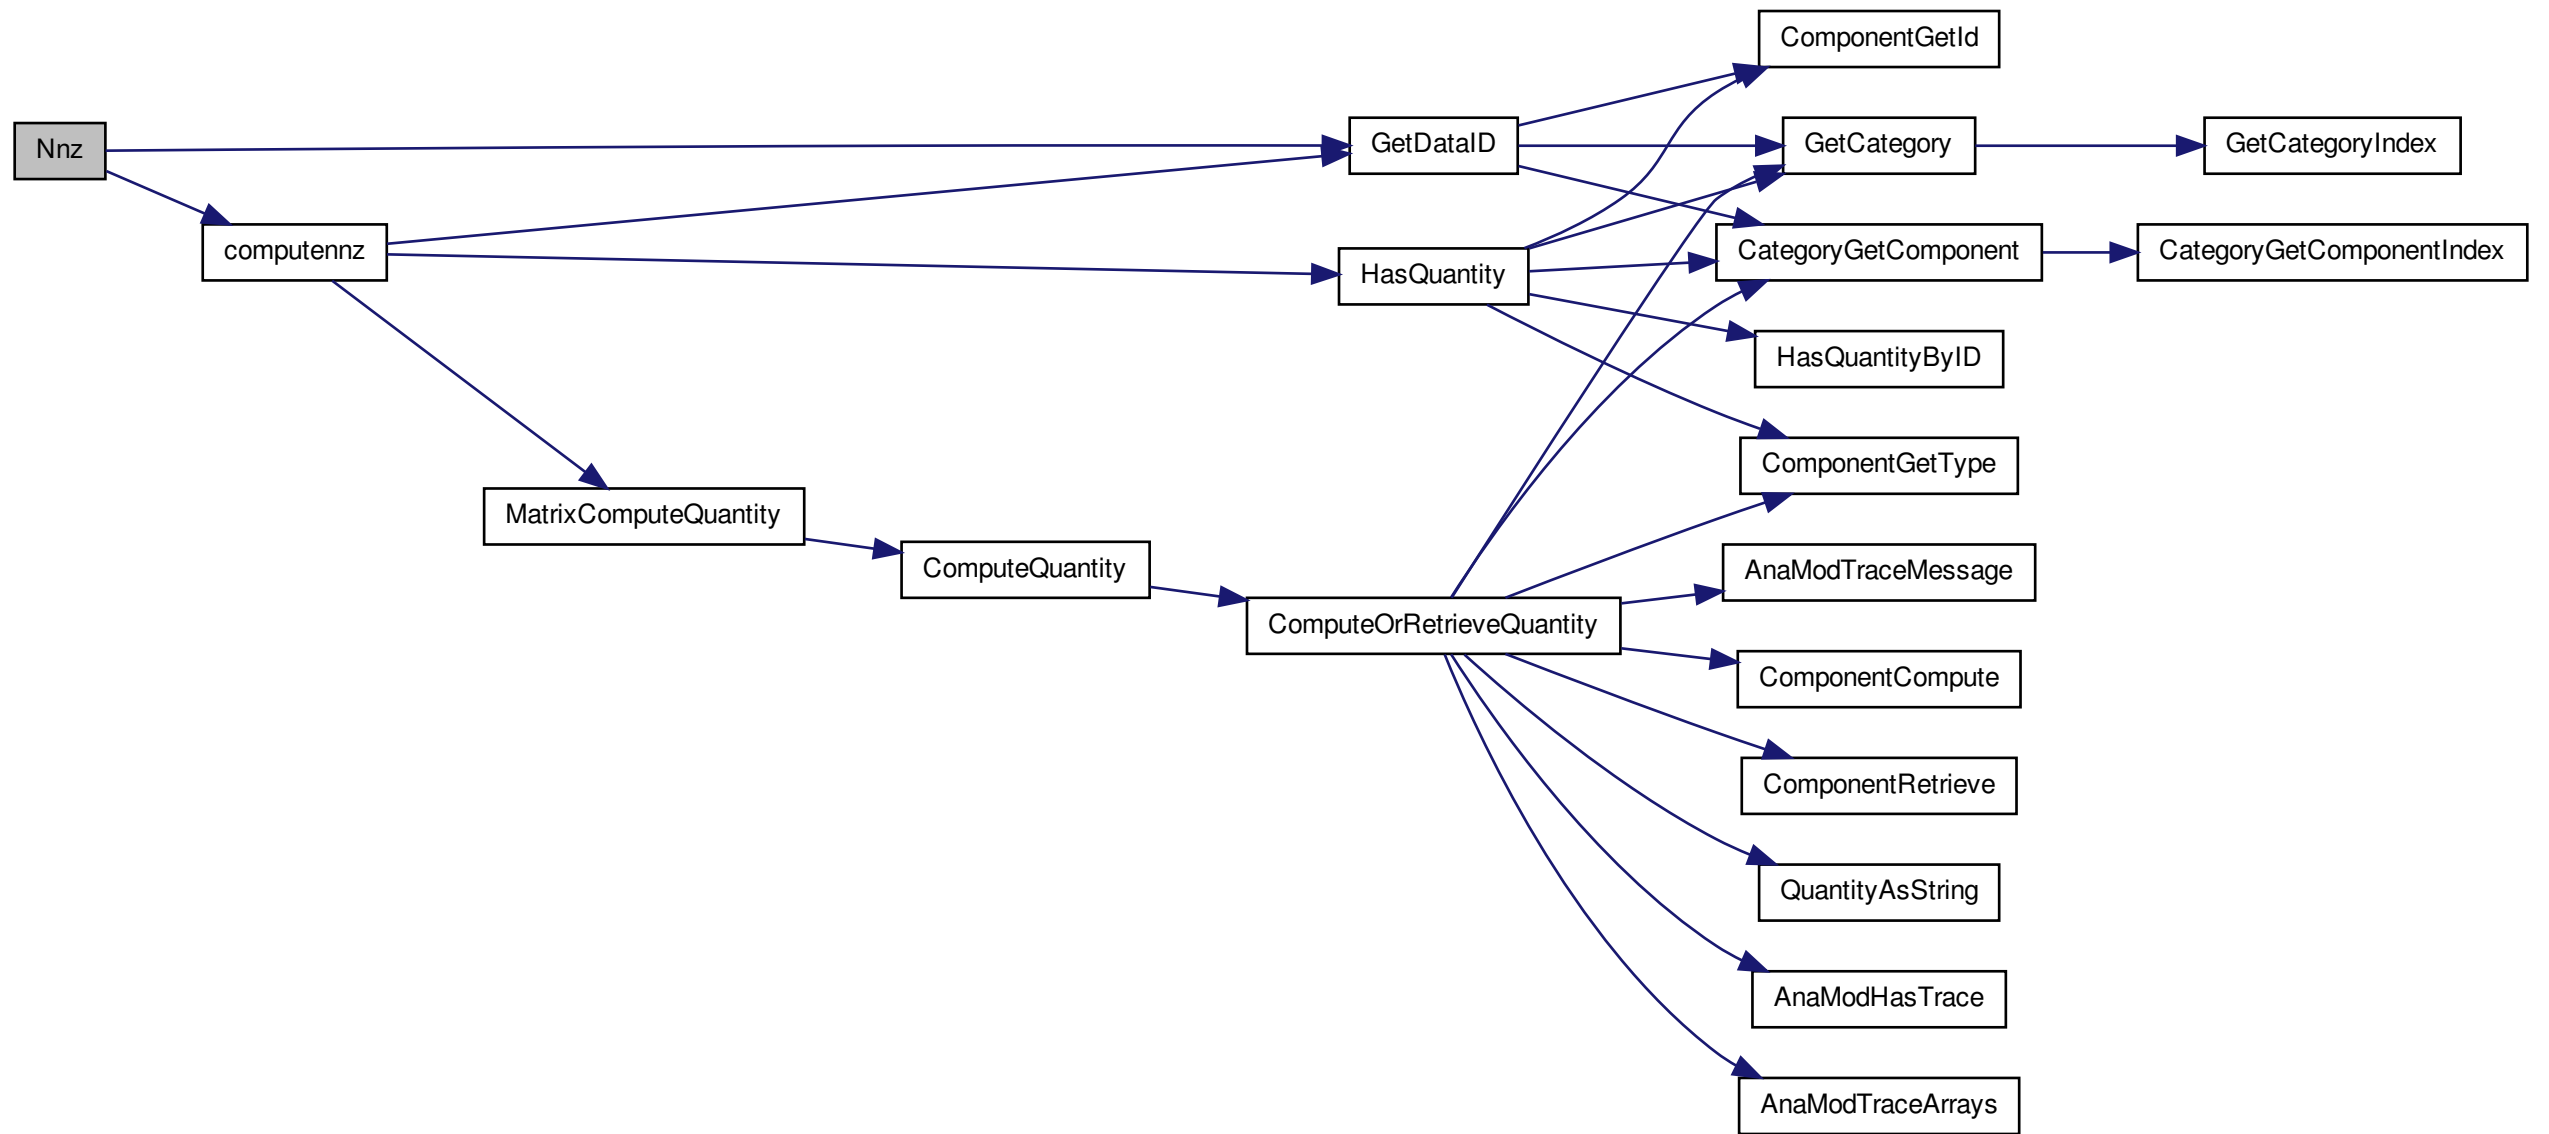 ComponentGetId
Nnz
GetDataID
GetCategory
GetCategoryIndex
computennz
HasQuantity
CategoryGetComponent
CategoryGetComponentIndex
HasQuantityByID
ComponentGetType
MatrixComputeQuantity
ComputeQuantity
AnaModTraceMessage
ComputeOrRetrieveQuantity
ComponentCompute
ComponentRetrieve
QuantityAsString
AnaModHasTrace
AnaModTraceArrays